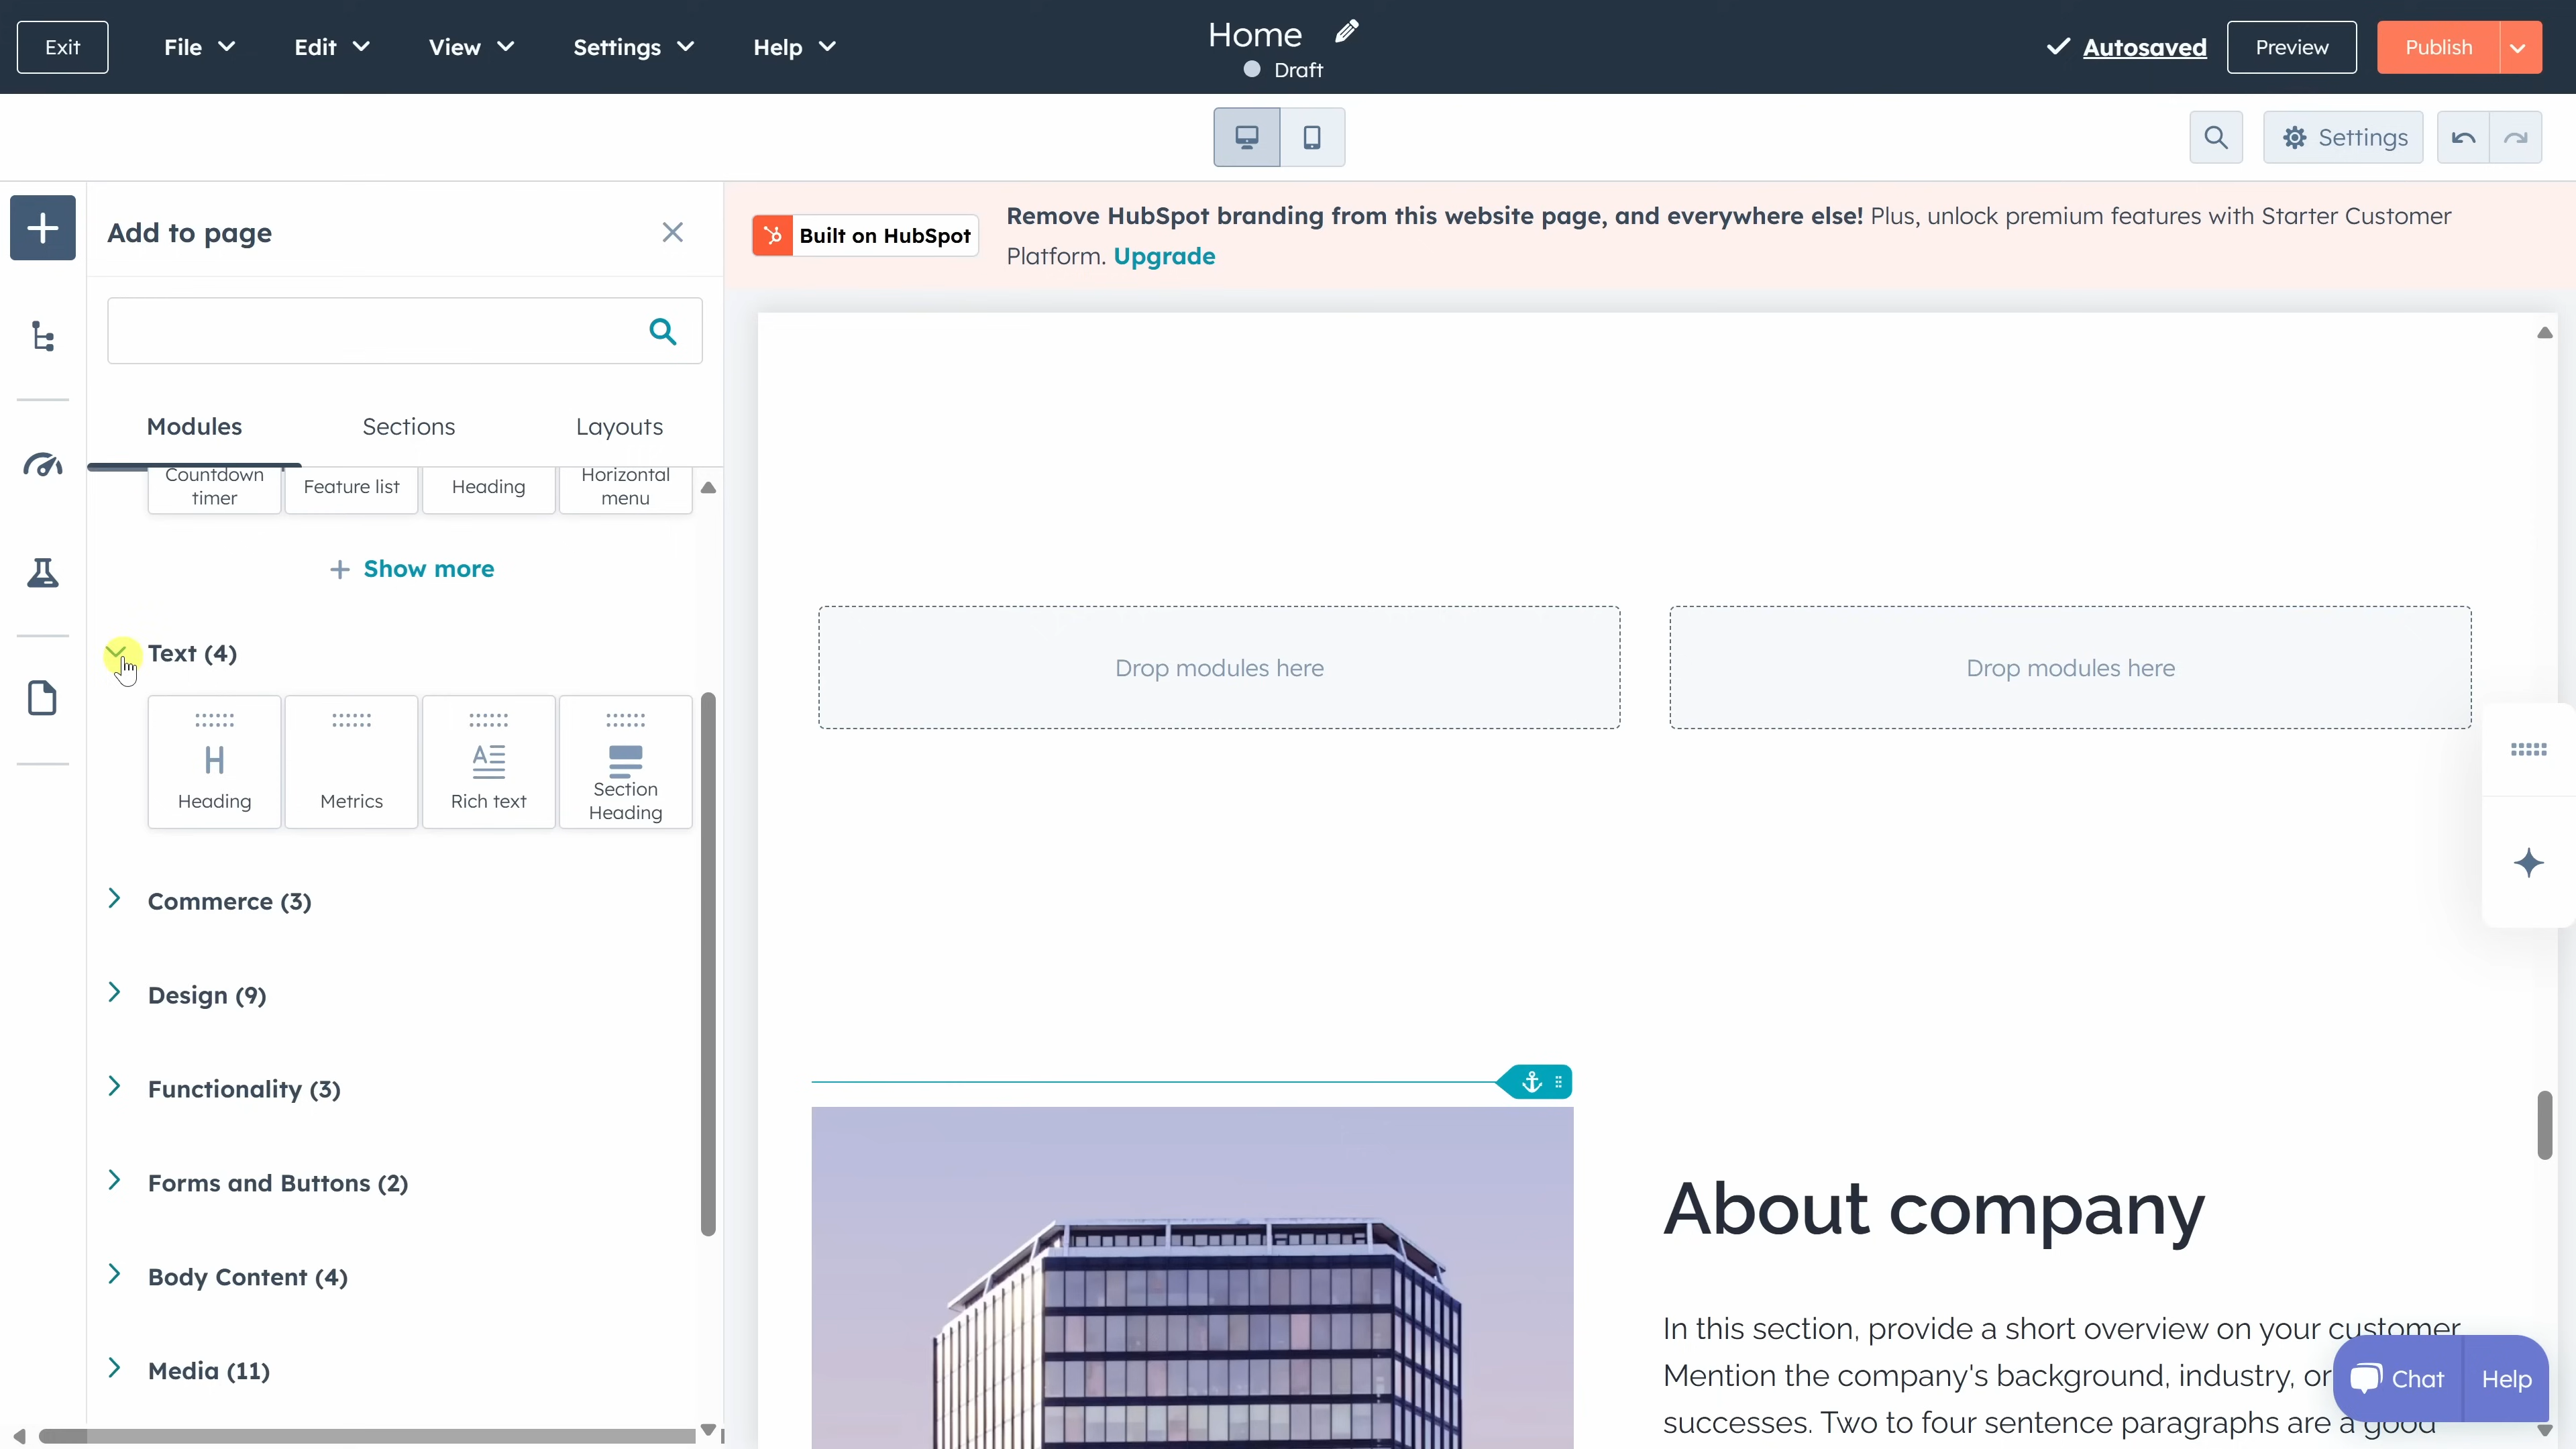 Exit
File
Edit
View
Settings
Help
Home
Draft
Autosaved
Preview
Publish
Settings
Add to page
Built on HubSpot
Remove HubSpot branding from this website page, and everywhere else! Plus, unlock premium features with Starter Customer
Platform. Upgrade
Modules
Sections
Layouts
Countdown
timer
Feature list
Heading
Horizontal
menu
Show more
Text (4)
Heading
Metrics
Rich text
Section
Heading
Commerce (3)
Design (9)
Functionality (3)
Forms and Buttons (2)
Body Content (4)
Media (11)
Drop modules here
Drop modules here
About company
In this section, provide a short overview on your customer.
Mention the company's background, industry, or
successes. Two to four sentence paragraphs are a good
Chat
Help